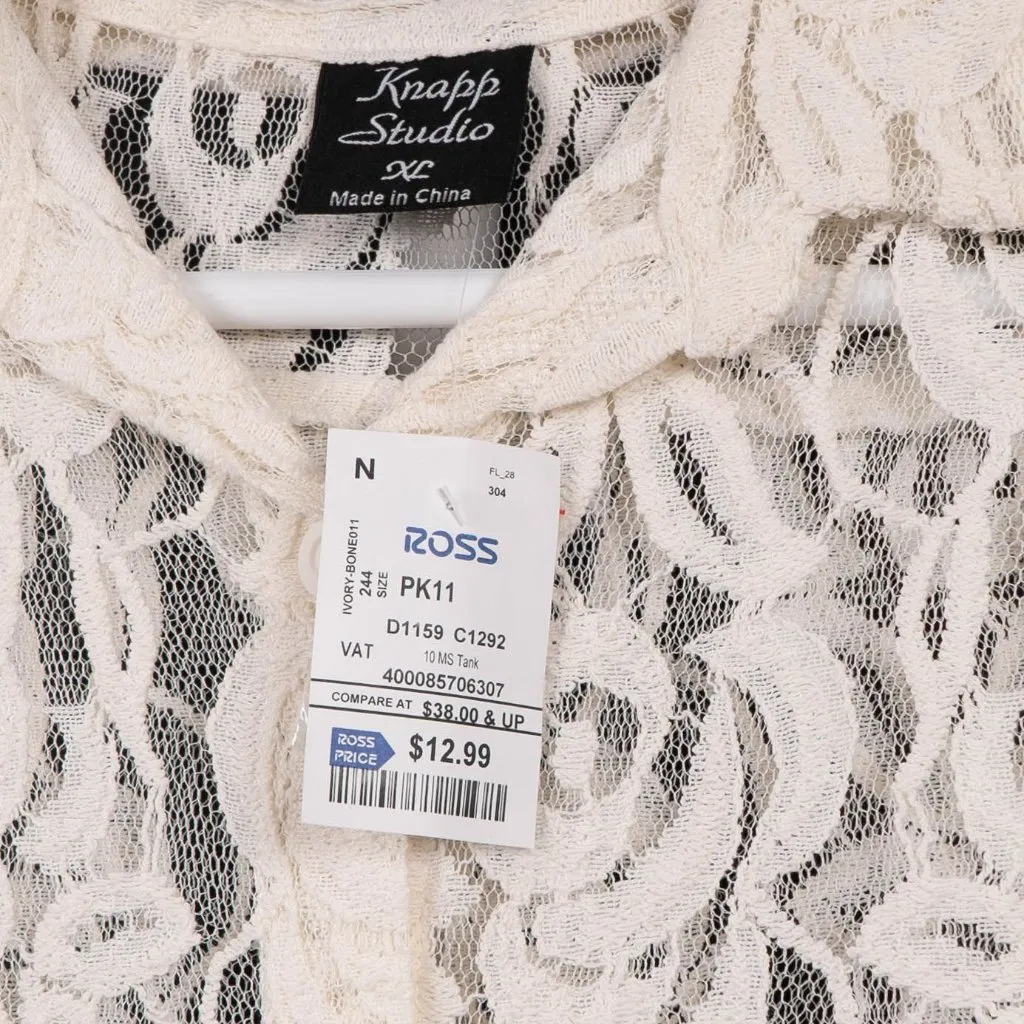 Knapp
Studio
XL
Made in China
N
FL_28
304
ROSS
IVORY-BONE011
244
SIZE
PK11
D1159 C1292
VAT
10 MS Tank
400085706307
COMPARE AT $38.00 & UP
ROSS
PRICE
$12.99